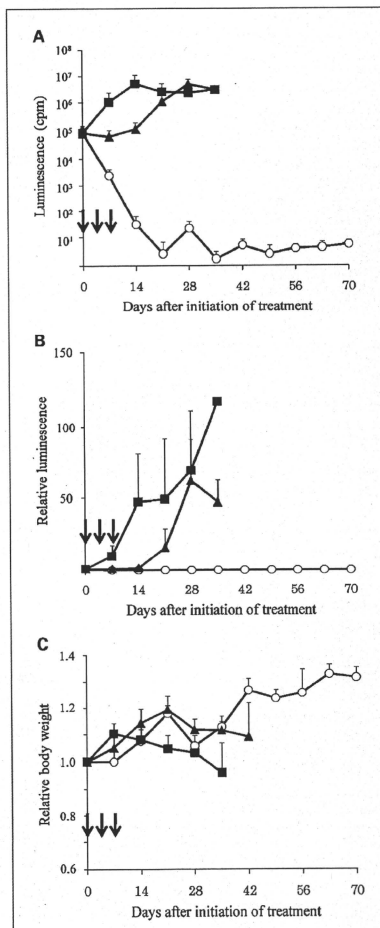 A
10⁸
10⁷
10⁶
10⁵
10⁴
10³
10²
10¹
Luminescence (cpm)
0 14 28 42 56 70
Days after initiation of treatment
B
150
100
50
Relative luminescence
0 14 28 42 56 70
Days after initiation of treatment
C
1.4
1.2
1.0
0.8
0.6
Relative body weight
0 14 28 42 56 70
Days after initiation of treatment